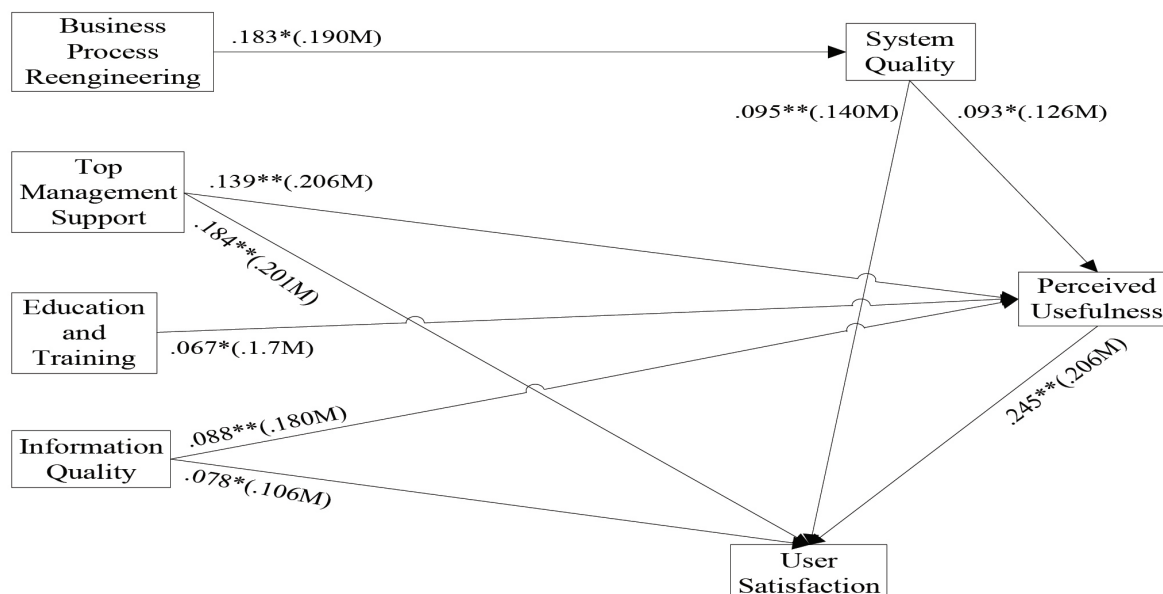 Business
Process
Reengineering
.183*(.190M)
System
Quality
.095**(.140M)
.093*(.126M)
Top
Management
Support
.139**(.206M)
.184**(.201M)
Education
and
Training
.067*(.1.7M)
Perceived
Usefulness
.245**(.206M)
Information
Quality
.088**(.180M)
.078*(.106M)
User
Satisfaction